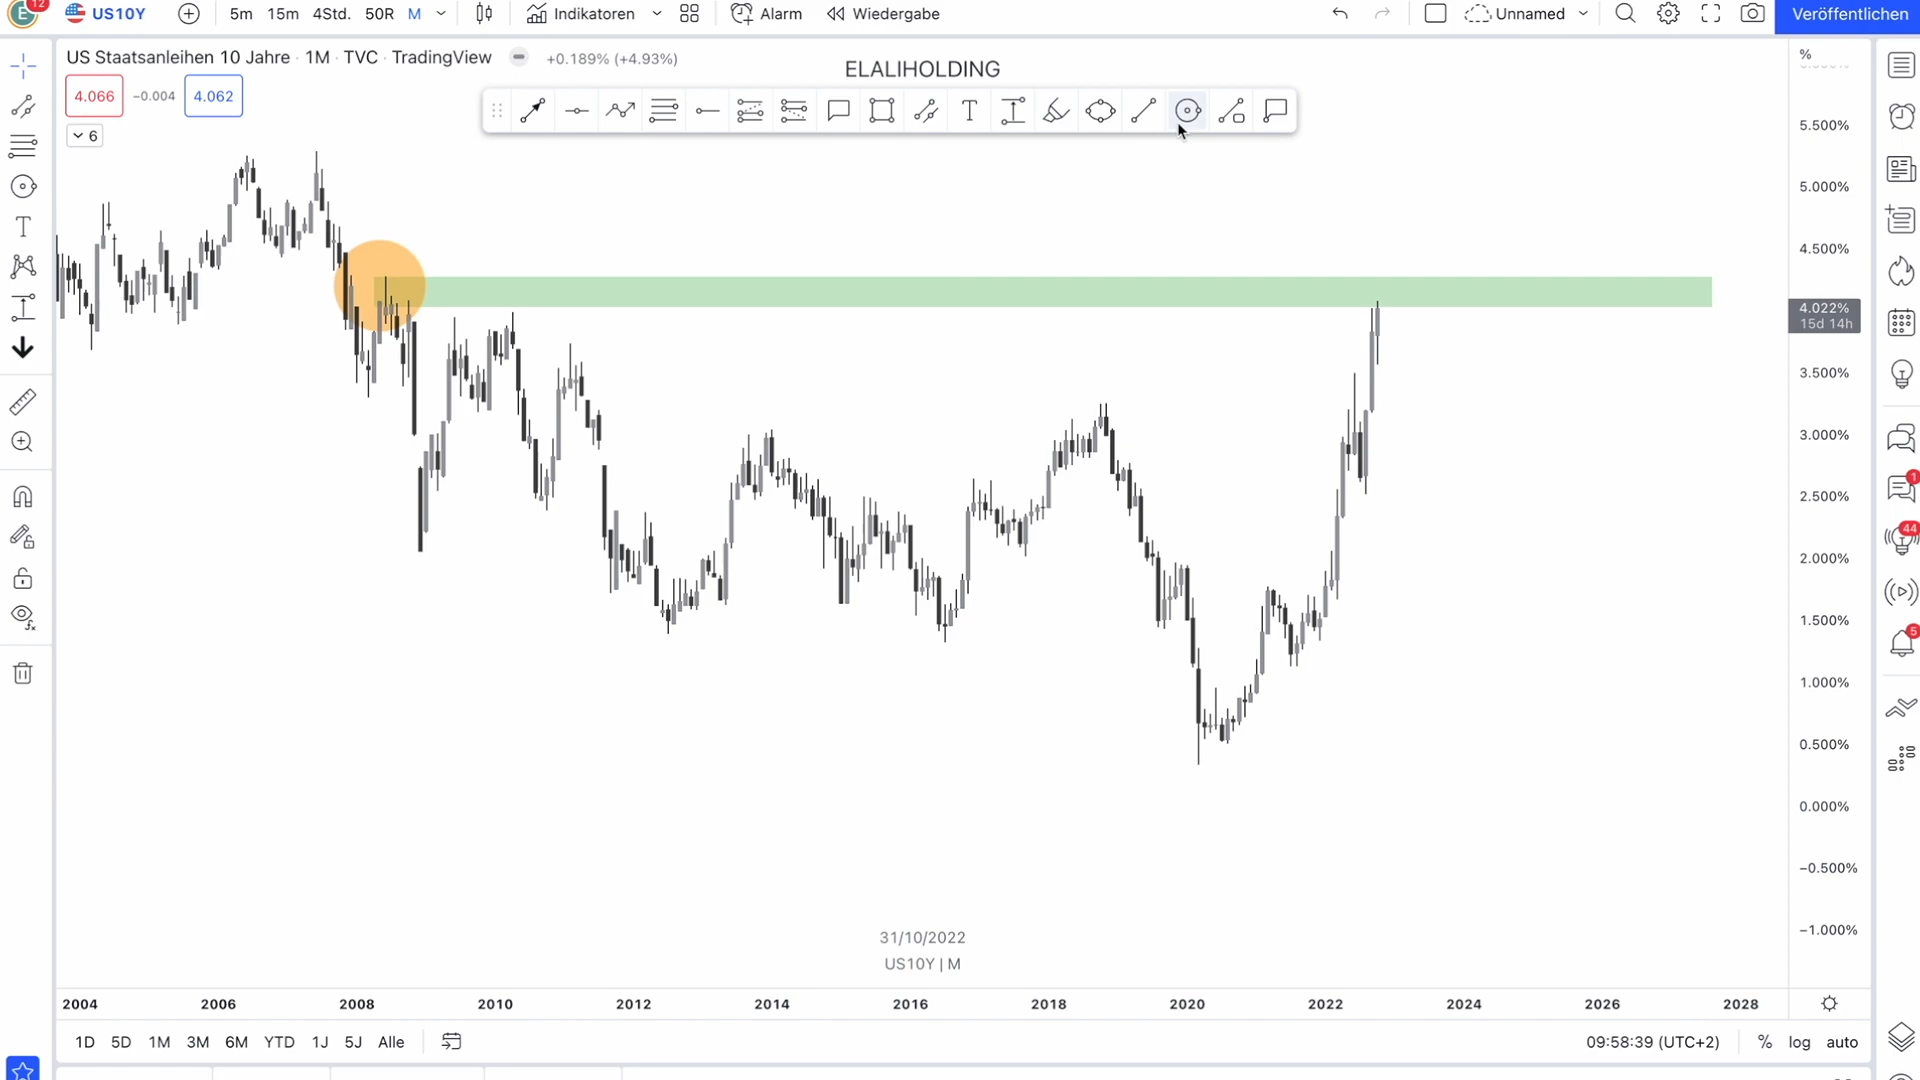 E 12 US10Y 5m 15m 4Std. 50R M Indikatoren Alarm Wiedergabe Unnamed Veröffentlichen
US Staatsanleihen 10 Jahre · 1M · TVC · TradingView +0.189% (+4.93%)
ELALIHOLDING
4.066 −0.004 4.062
6
T
T
%
5.500%
5.000%
4.500%
4.022%
15d 14h
3.500%
3.000%
2.500%
2.000%
1.500%
1.000%
0.500%
0.000%
−0.500%
−1.000%
1
44
5
31/10/2022
US10Y | M
2004 2006 2008 2010 2012 2014 2016 2018 2020 2022 2024 2026 2028
1D 5D 1M 3M 6M YTD 1J 5J Alle 09:58:39 (UTC+2) % log auto